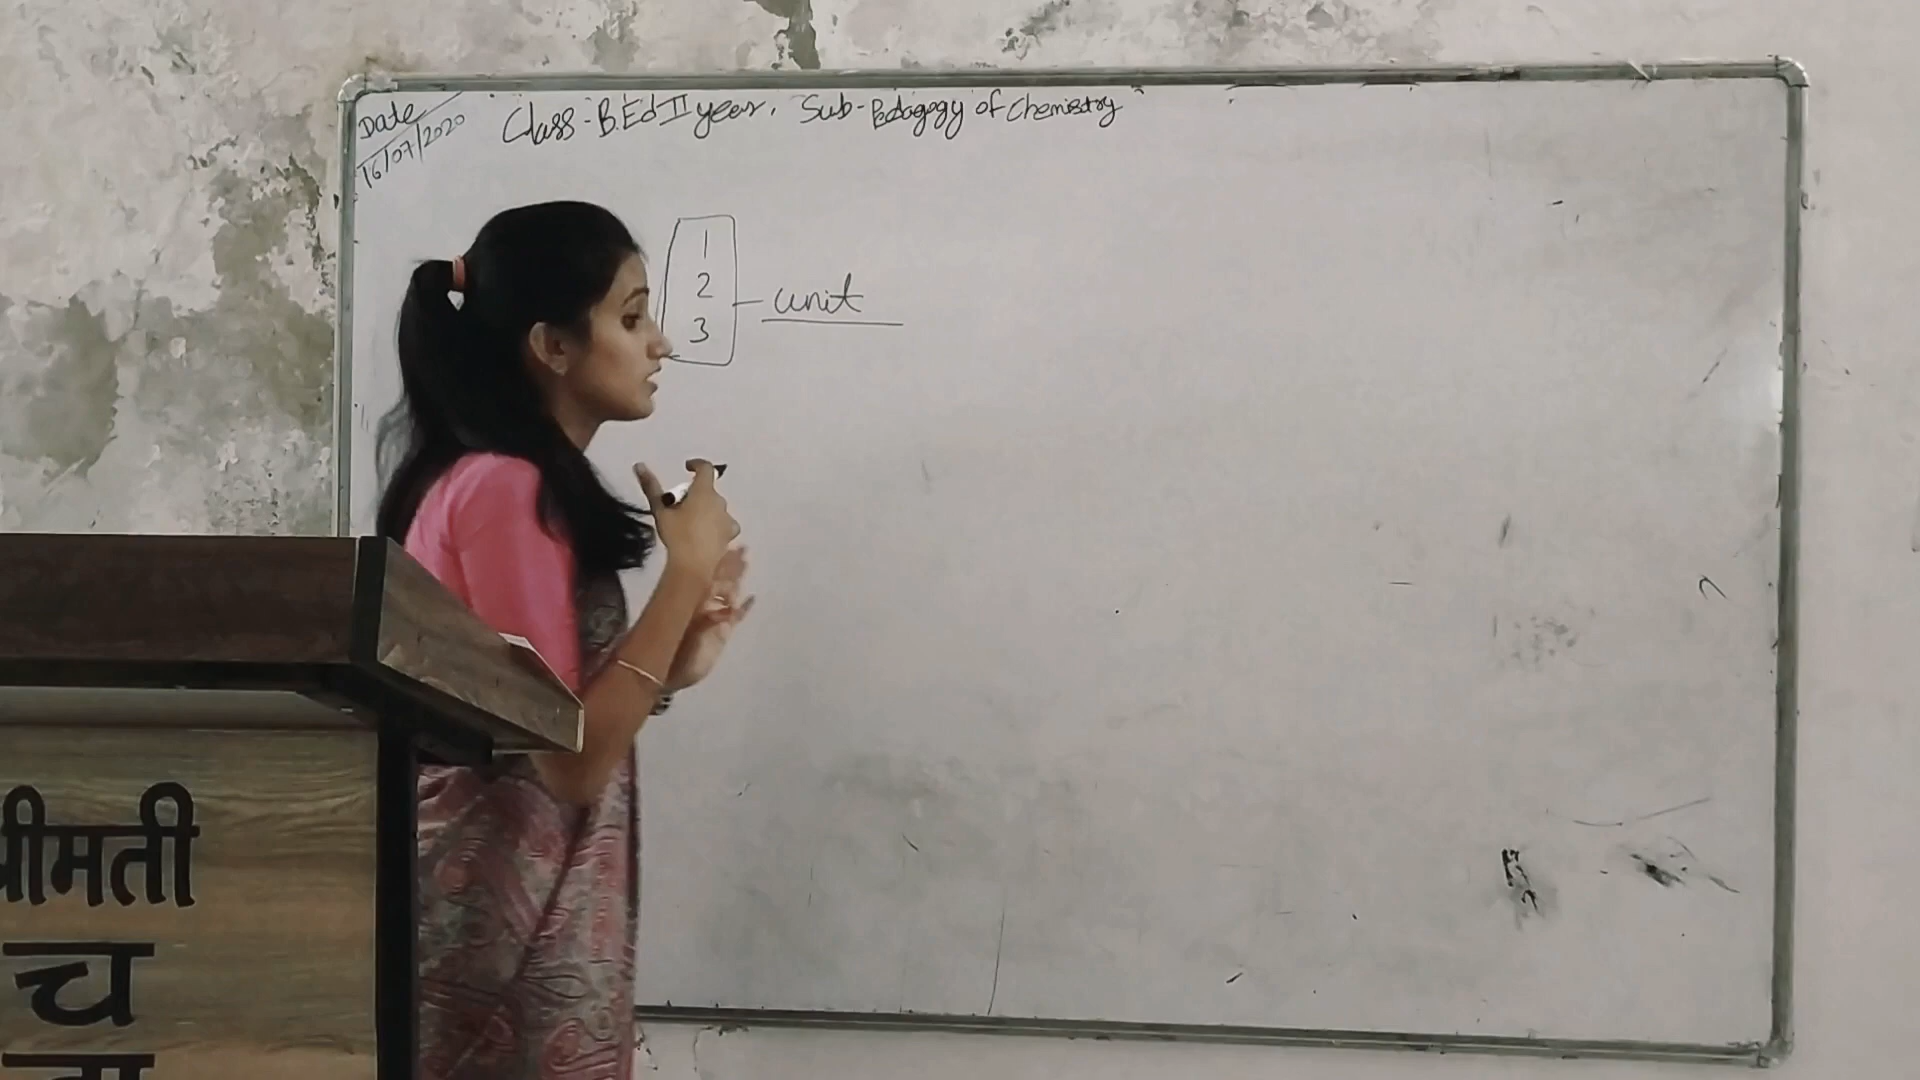 Date
16/07/2020
Class - B.Ed II year. Sub - Pedagogy of Chemistry
1
2
3
unit
श्रीमती
च